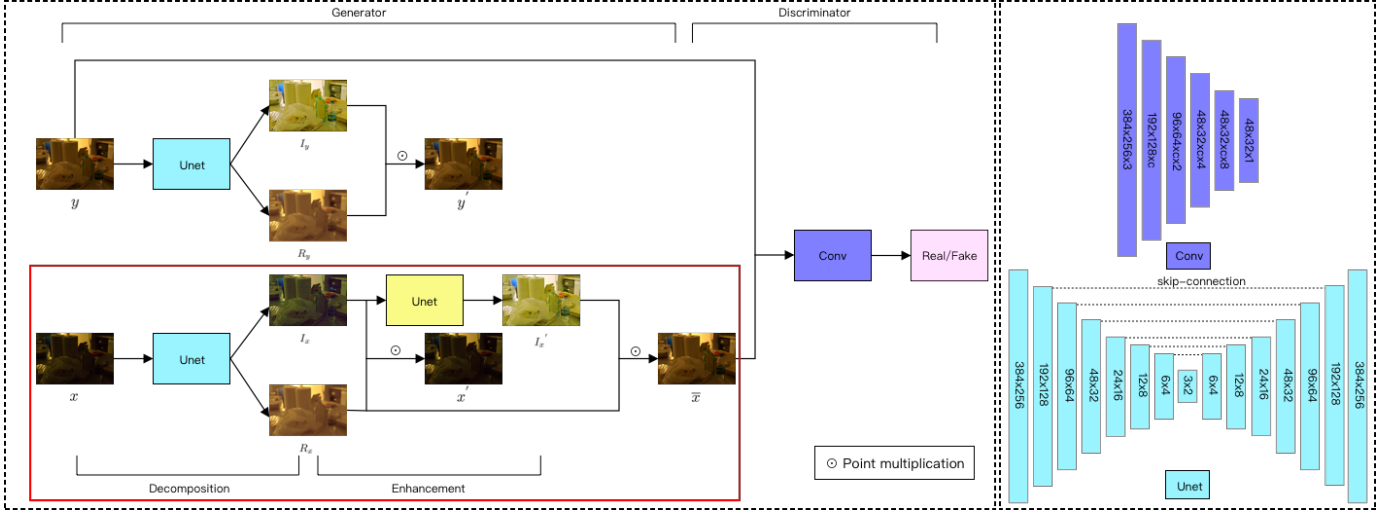 Generator
Discriminator
I_y
y
Unet
⊙
y'
R_y
Conv
Real/Fake
x
Unet
I_x
Unet
I_x'
⊙
x'
⊙
x̅
R_x
Decomposition
Enhancement
⊙ Point multiplication
384x256x3
192x128xc
96x64xcx2
48x32xcx4
48x32xcx8
48x32x1
Conv
skip-connection
384x256
192x128
96x64
48x32
24x16
12x8
6x4
3x2
6x4
12x8
24x16
48x32
96x64
192x128
384x256
Unet